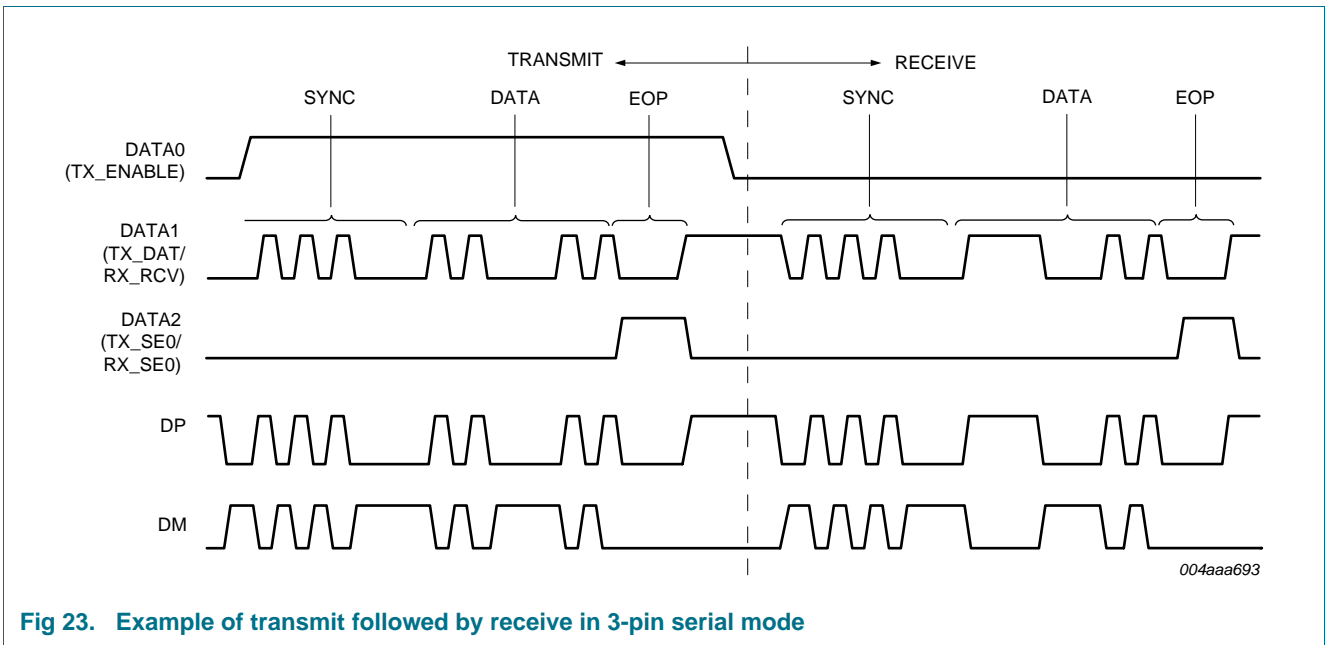 TRANSMIT
RECEIVE
SYNC
DATA
EOP
SYNC
DATA
EOP
DATA0
(TX_ENABLE)
DATA1
(TX_DAT/
RX_RCV)
DATA2
(TX_SE0/
RX_SE0)
DP
DM
004aaa693
Fig 23. Example of transmit followed by receive in 3-pin serial mode